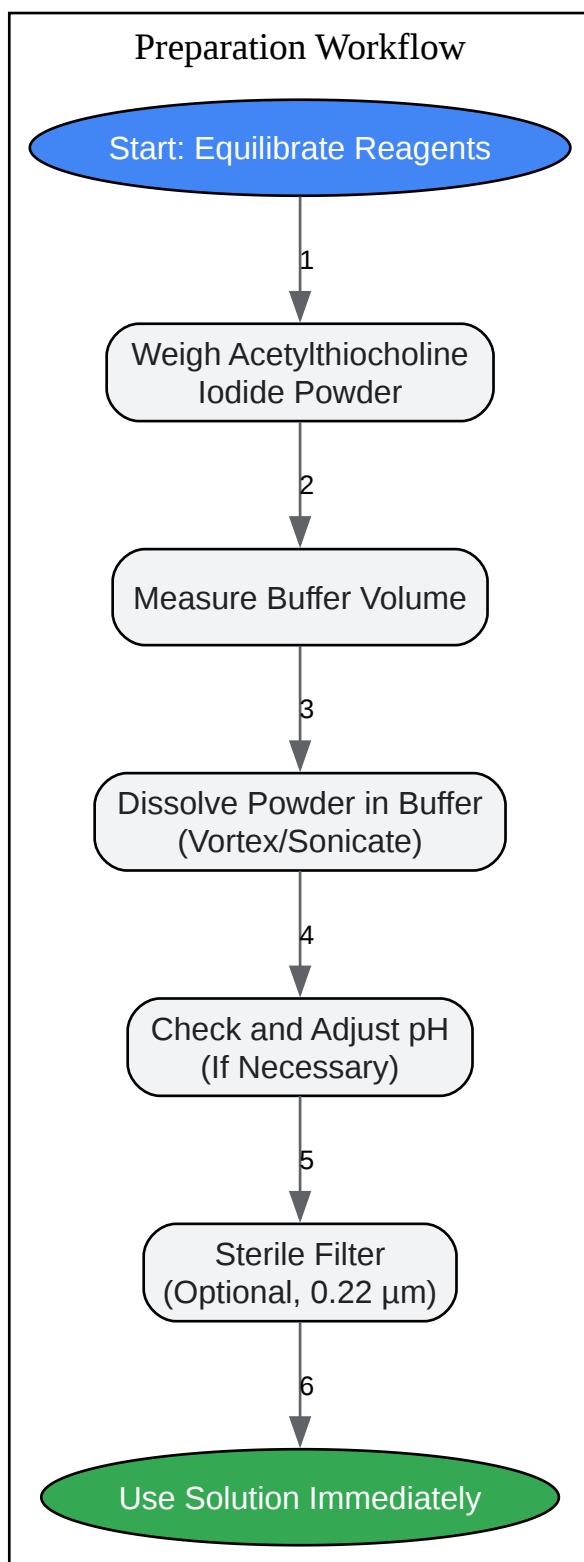 Preparation Workflow
Start: Equilibrate Reagents
1
Weigh Acetylthiocholine
Iodide Powder
2
Measure Buffer Volume
3
Dissolve Powder in Buffer
(Vortex/Sonicate)
4
Check and Adjust pH
(If Necessary)
5
Sterile Filter
(Optional, 0.22 µm)
6
Use Solution Immediately